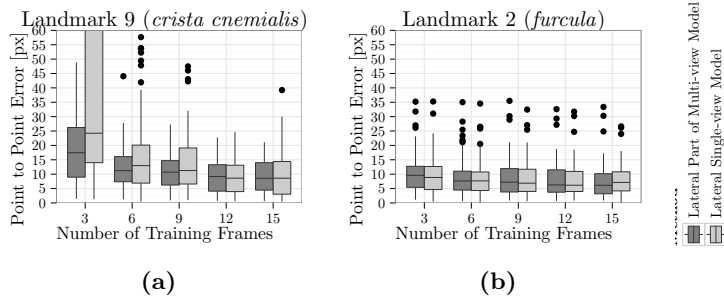 Landmark 9 (crista cnemialis)
Point to Point Error [px]
60
55
50
45
40
35
30
25
20
15
10
5
0
3 6 9 12 15
Number of Training Frames
(a)
Landmark 2 (furcula)
Point to Point Error [px]
60
55
50
45
40
35
30
25
20
15
10
5
0
3 6 9 12 15
Number of Training Frames
(b)
Lateral Part of Multi-view Model
Lateral Single-view Model